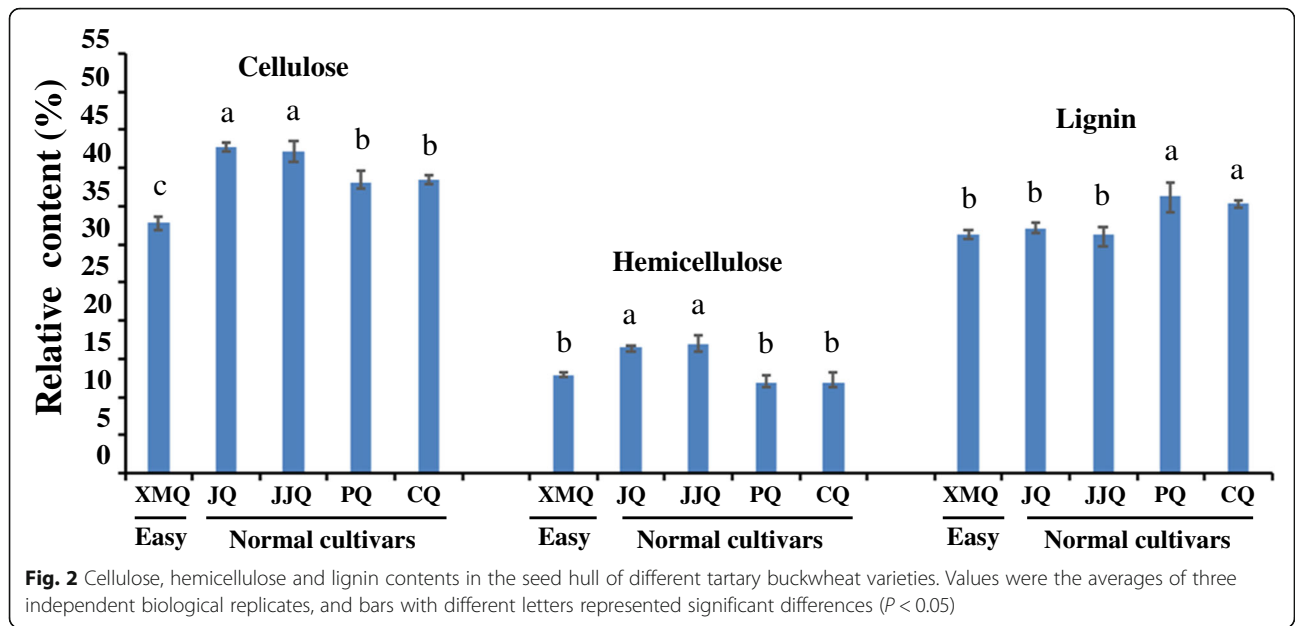 55
50
45
40
35
30
25
20
15
10
5
0
Relative content (%)
Cellulose
c a a b b
Hemicellulose
b a a b b
Lignin
b b b a a
XMQ JQ JJQ PQ CQ XMQ JQ JJQ PQ CQ XMQ JQ JJQ PQ CQ
Easy Normal cultivars Easy Normal cultivars Easy Normal cultivars
Fig. 2 Cellulose, hemicellulose and lignin contents in the seed hull of different tartary buckwheat varieties. Values were the averages of three
independent biological replicates, and bars with different letters represented significant differences (P < 0.05)